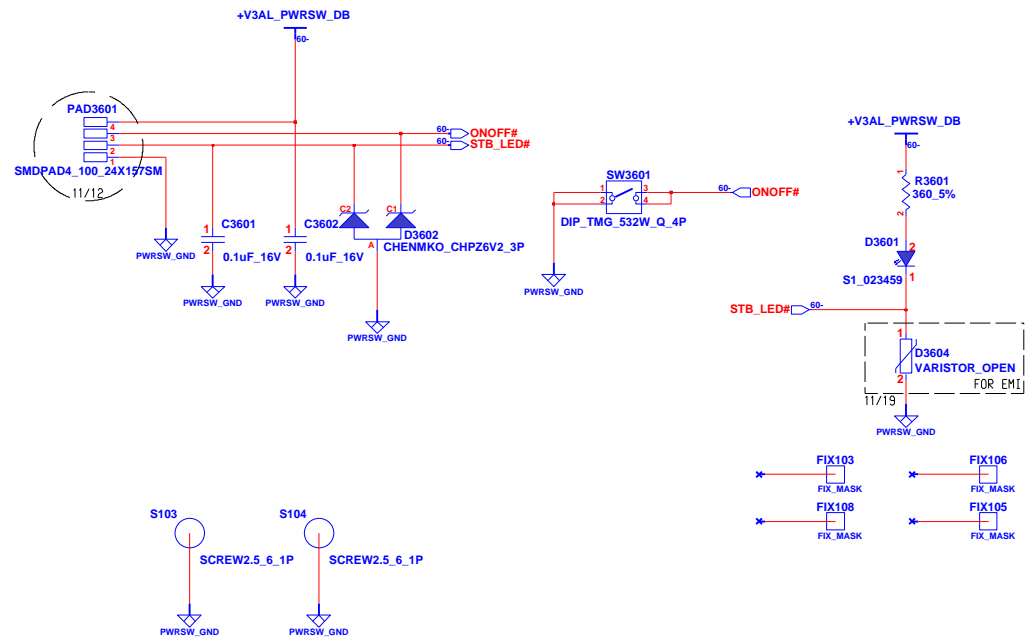 +V3AL_PWRSW_DB
60-
PAD3601
4
3
2
1
SMDPAD4_100_24X157SM
11/12
60-
ONOFF#
60-
STB_LED#
PWRSW_GND
C3601
1
2
0.1uF_16V
PWRSW_GND
C3602
1
2
0.1uF_16V
PWRSW_GND
C2
C1
A
D3602
CHENMKO_CHPZ6V2_3P
PWRSW_GND
SW3601
1
2
3
4
DIP_TMG_532W_Q_4P
60-
ONOFF#
PWRSW_GND
+V3AL_PWRSW_DB
60-
1
R3601
360_5%
2
D3601
2
S1_023459
1
STB_LED#
60-
1
D3604
VARISTOR_OPEN
2
FOR EMI
11/19
PWRSW_GND
FIX103
FIX_MASK
FIX106
FIX_MASK
FIX108
FIX_MASK
FIX105
FIX_MASK
S103
SCREW2.5_6_1P
PWRSW_GND
S104
SCREW2.5_6_1P
PWRSW_GND